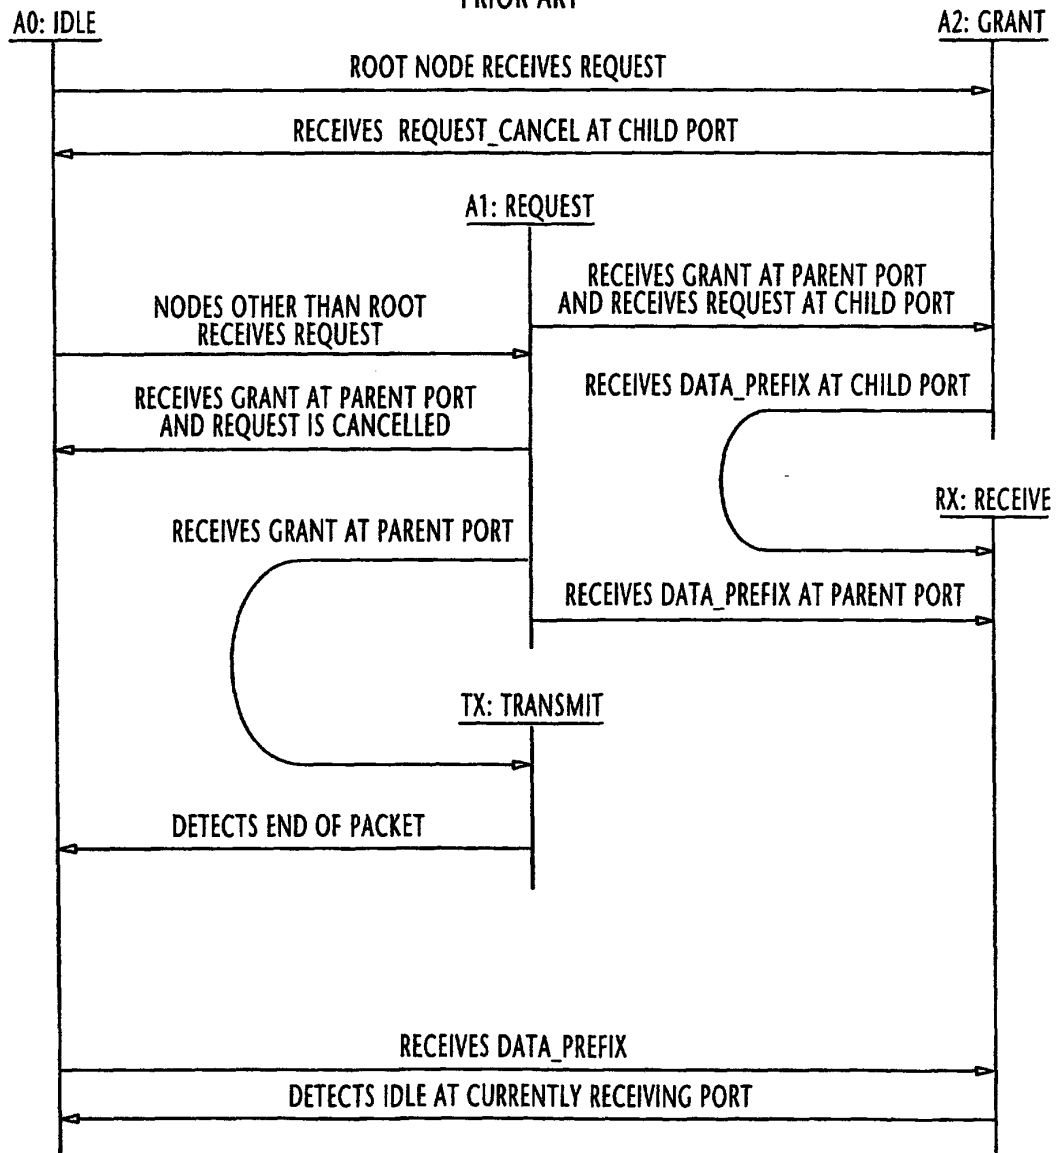 PRIOR ART
A0: IDLE
A2: GRANT
ROOT NODE RECEIVES REQUEST
RECEIVES REQUEST_CANCEL AT CHILD PORT
A1: REQUEST
RECEIVES GRANT AT PARENT PORT
AND RECEIVES REQUEST AT CHILD PORT
NODES OTHER THAN ROOT
RECEIVES REQUEST
RECEIVES DATA_PREFIX AT CHILD PORT
RECEIVES GRANT AT PARENT PORT
AND REQUEST IS CANCELLED
RX: RECEIVE
RECEIVES GRANT AT PARENT PORT
RECEIVES DATA_PREFIX AT PARENT PORT
TX: TRANSMIT
DETECTS END OF PACKET
RECEIVES DATA_PREFIX
DETECTS IDLE AT CURRENTLY RECEIVING PORT